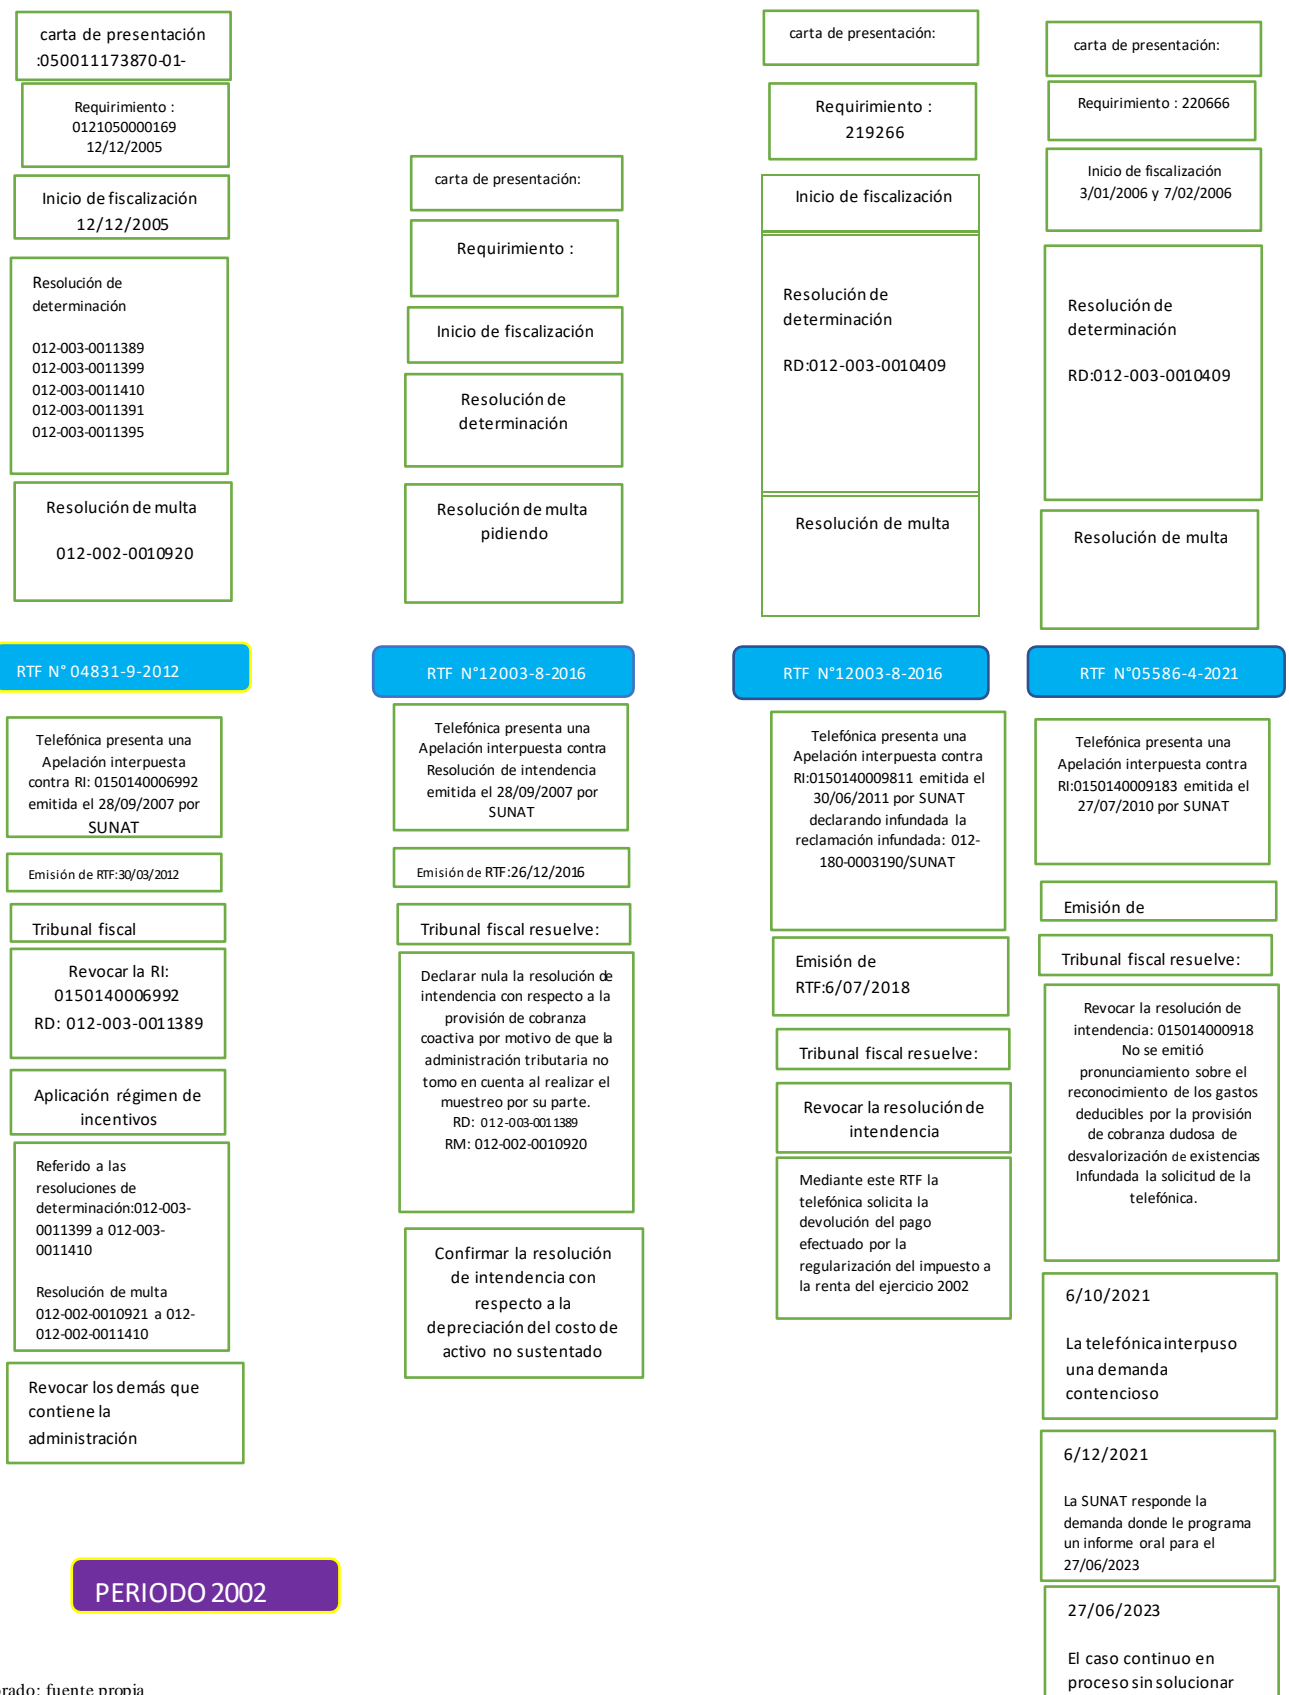 carta de presentación
:050011173870-01-
Requirimiento :
0121050000169
12/12/2005
Inicio de fiscalización
12/12/2005
Resolución de
determinación
012-003-0011389
012-003-0011399
012-003-0011410
012-003-0011391
012-003-0011395
Resolución de multa
012-002-0010920
RTF N° 04831-9-2012
Telefónica presenta una
Apelación interpuesta
contra RI: 0150140006992
emitida el 28/09/2007 por
SUNAT
Emisión de RTF:30/03/2012
Tribunal fiscal
Revocar la RI:
0150140006992
RD: 012-003-0011389
Aplicación régimen de
incentivos
Referido a las
resoluciones de
determinación:012-003-
0011399 a 012-003-
0011410
Resolución de multa
012-002-0010921 a 012-
012-002-0011410
Revocar los demás que
contiene la
administración
carta de presentación:
Requirimiento :
Inicio de fiscalización
Resolución de
determinación
Resolución de multa
pidiendo
RTF N°12003-8-2016
Telefónica presenta una
Apelación interpuesta contra
Resolución de intendencia
emitida el 28/09/2007 por
SUNAT
Emisión de RTF:26/12/2016
Tribunal fiscal resuelve:
Declarar nula la resolución de
intendencia con respecto a la
provisión de cobranza
coactiva por motivo de que la
administración tributaria no
tomo en cuenta al realizar el
muestreo por su parte.
RD: 012-003-0011389
RM: 012-002-0010920
Confirmar la resolución
de intendencia con
respecto a la
depreciación del costo de
activo no sustentado
carta de presentación:
Requirimiento :
219266
Inicio de fiscalización
Resolución de
determinación
RD:012-003-0010409
Resolución de multa
RTF N°12003-8-2016
Telefónica presenta una
Apelación interpuesta contra
RI:0150140009811 emitida el
30/06/2011 por SUNAT
declarando infundada la
reclamación infundada: 012-
180-0003190/SUNAT
Emisión de
RTF:6/07/2018
Tribunal fiscal resuelve:
Revocar la resolución de
intendencia
Mediante este RTF la
telefónica solicita la
devolución del pago
efectuado por la
regularización del impuesto a
la renta del ejercicio 2002
carta de presentación:
Requirimiento : 220666
Inicio de fiscalización
3/01/2006 y 7/02/2006
Resolución de
determinación
RD:012-003-0010409
Resolución de multa
RTF N°05586-4-2021
Telefónica presenta una
Apelación interpuesta contra
RI:0150140009183 emitida el
27/07/2010 por SUNAT
Emisión de
Tribunal fiscal resuelve:
Revocar la resolución de
intendencia: 015014000918
No se emitió
pronunciamiento sobre el
reconocimiento de los gastos
deducibles por la provisión
de cobranza dudosa de
desvalorización de existencias
Infundada la solicitud de la
telefónica.
6/10/2021
La telefónica interpuso
una demanda
contencioso
6/12/2021
La SUNAT responde la
demanda donde le programa
un informe oral para el
27/06/2023
27/06/2023
El caso continuo en
proceso sin solucionar
PERIODO 2002
orado: fuente propia